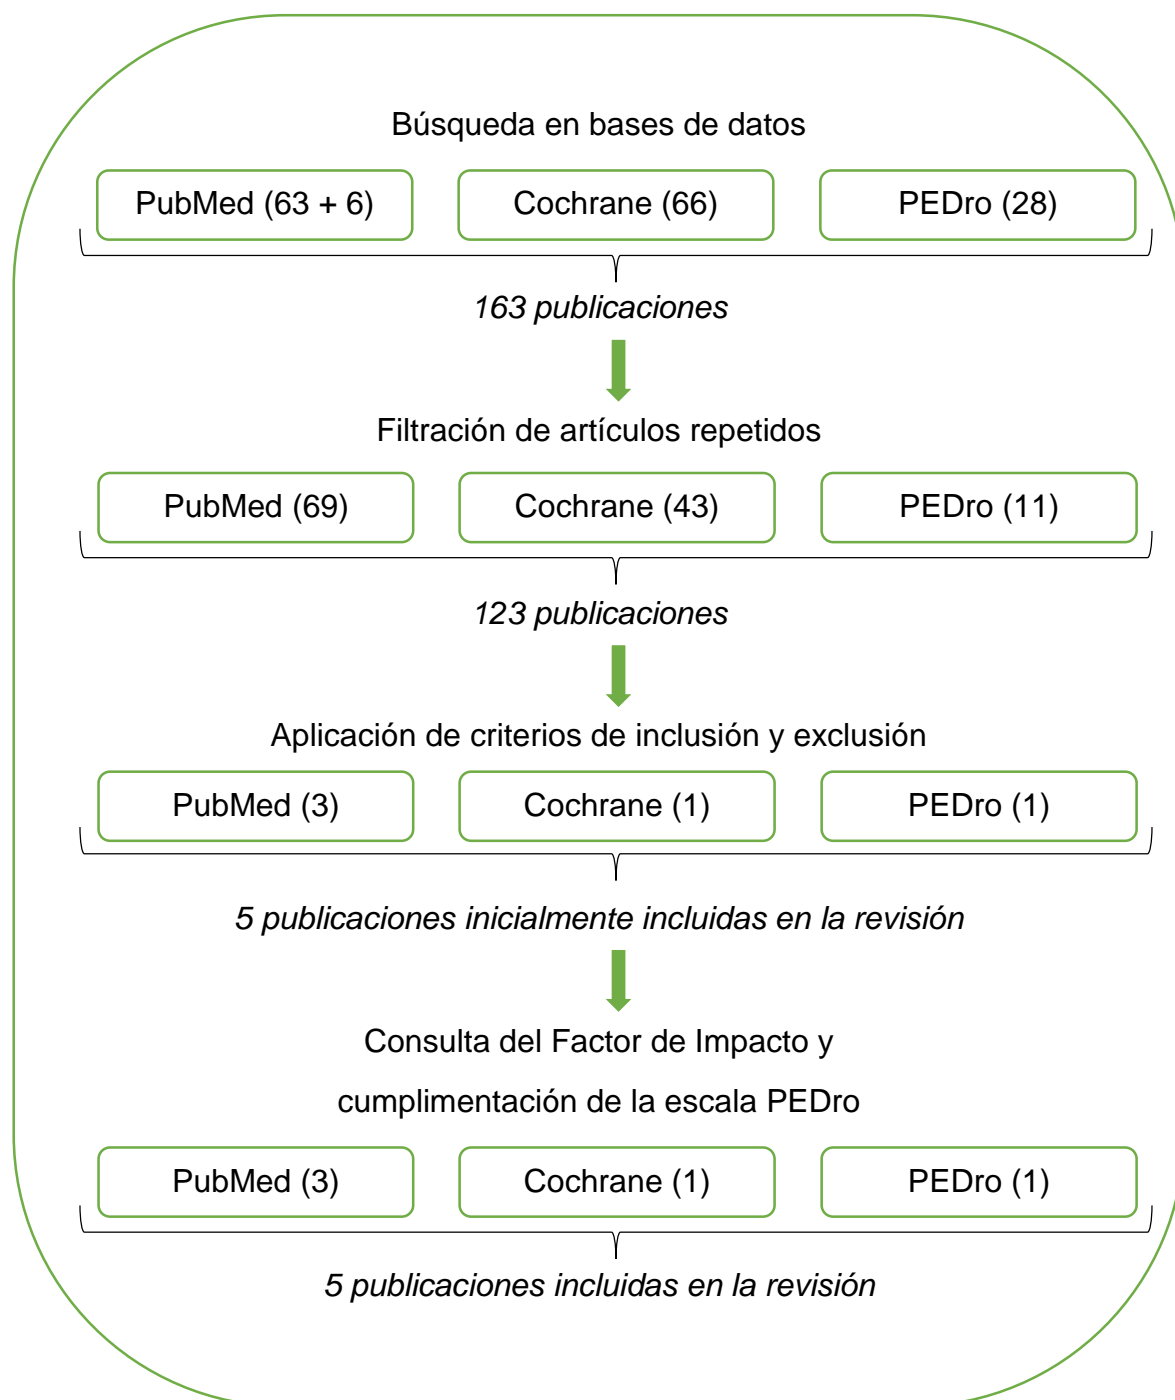 Búsqueda en bases de datos
PubMed (63 + 6) Cochrane (66) PEDro (28)
163 publicaciones
Filtración de artículos repetidos
PubMed (69) Cochrane (43) PEDro (11)
123 publicaciones
Aplicación de criterios de inclusión y exclusión
PubMed (3) Cochrane (1) PEDro (1)
5 publicaciones inicialmente incluidas en la revisión
Consulta del Factor de Impacto y
cumplimentación de la escala PEDro
PubMed (3) Cochrane (1) PEDro (1)
5 publicaciones incluidas en la revisión